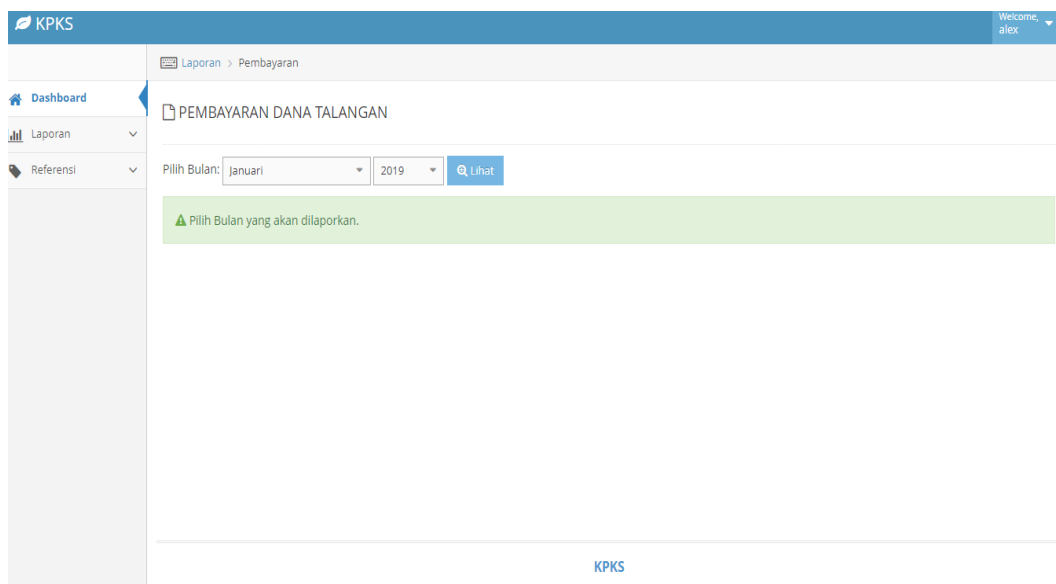 KPKS
Welcome,
alex
Laporan > Pembayaran
Dashboard
PEMBAYARAN DANA TALANGAN
Laporan
Referensi
Pilih Bulan: Januari 2019 Lihat
Pilih Bulan yang akan dilaporkan.
KPKS